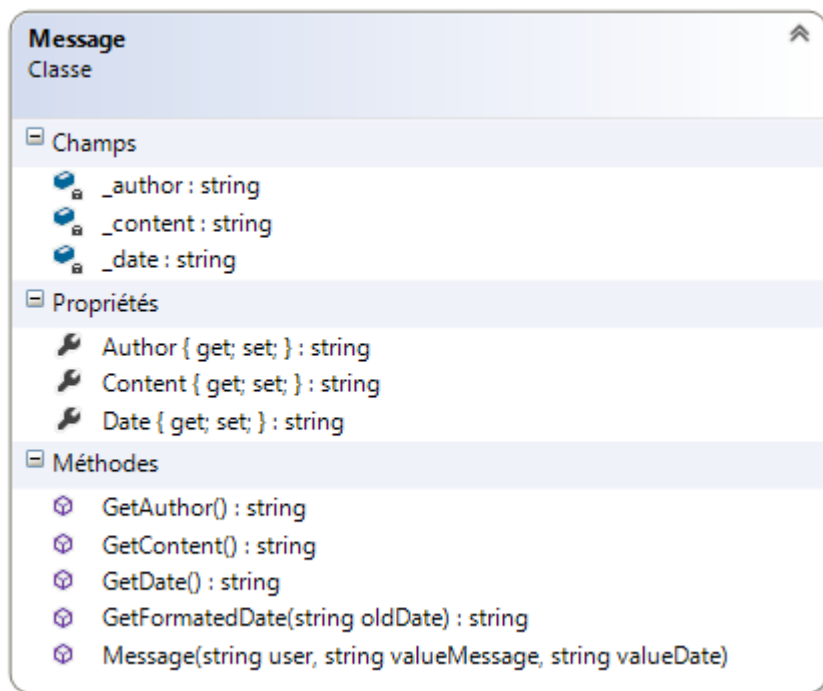 Message
Classe
Champs
_author : string
_content : string
_date : string
Propriétés
Author { get; set; } : string
Content { get; set; } : string
Date { get; set; } : string
Méthodes
GetAuthor() : string
GetContent() : string
GetDate() : string
GetFormatedDate(string oldDate) : string
Message(string user, string valueMessage, string valueDate)